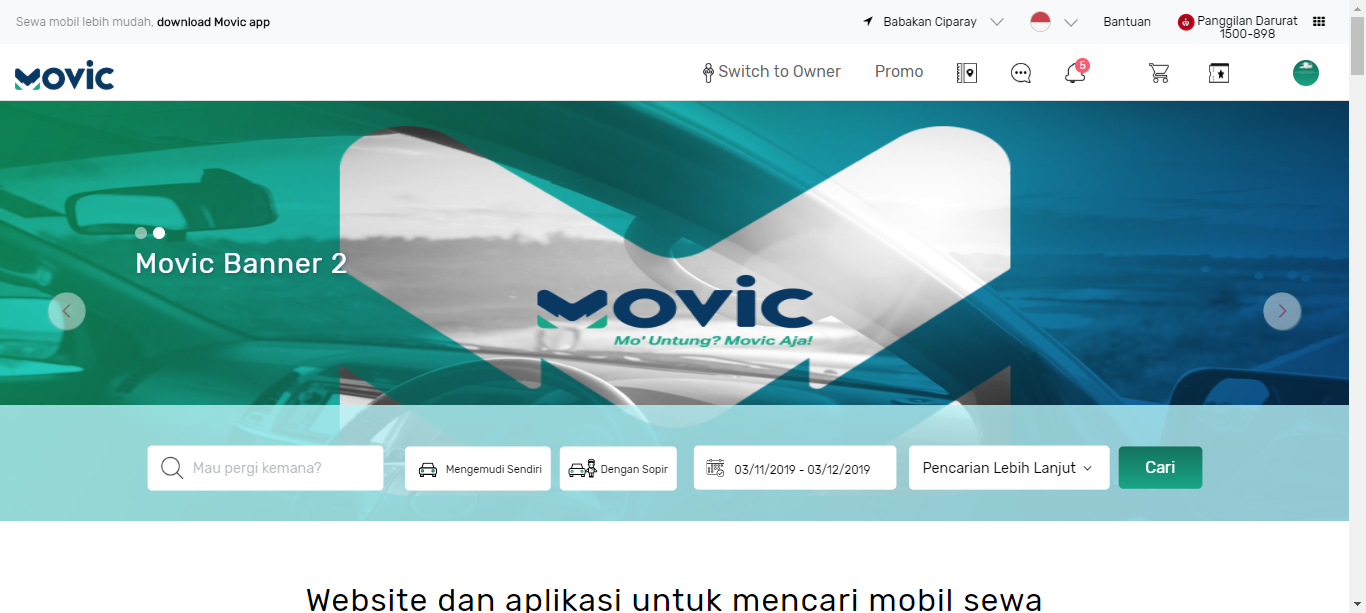 Sewa mobil lebih mudah, download Movic app
Babakan Ciparay
Bantuan
Panggilan Darurat
1500-898
MOVIC
Switch to Owner
Promo
5
Movic Banner 2
MOVIC
Mo' Untung? Movic Aja!
Mau pergi kemana?
Mengemudi Sendiri
Dengan Sopir
03/11/2019 - 03/12/2019
Pencarian Lebih Lanjut
Cari
Website dan aplikasi untuk mencari mobil sewa